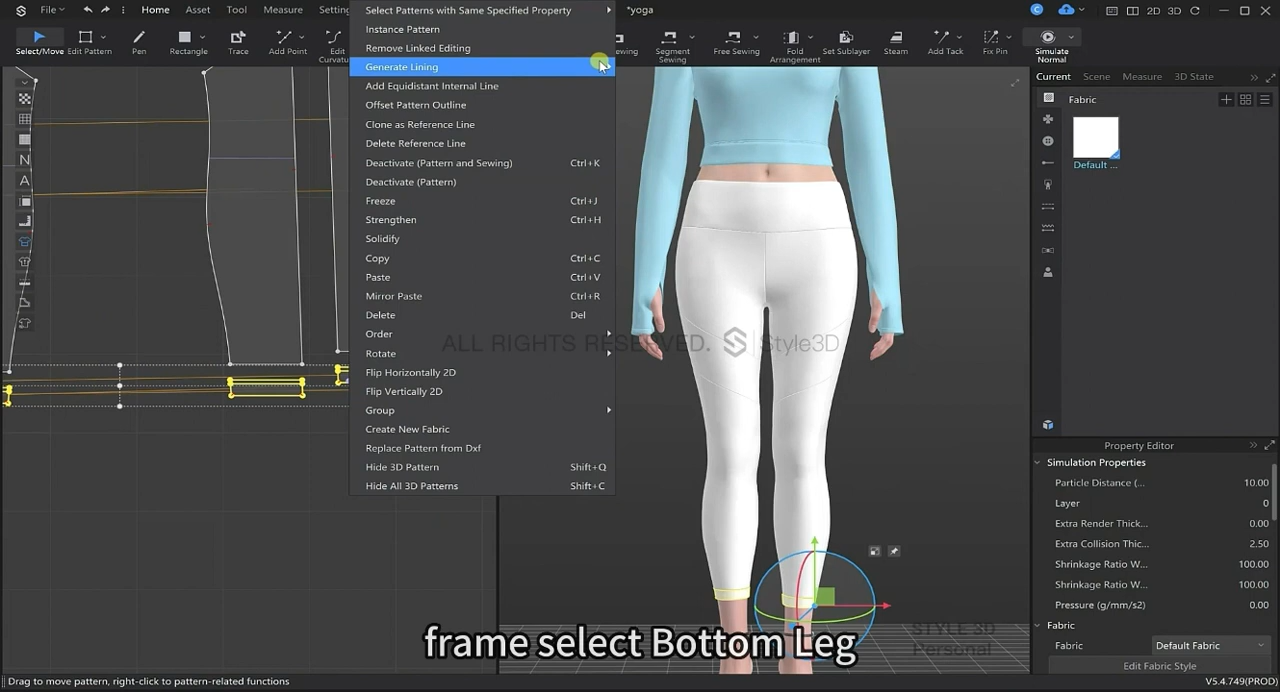 File
Home
Asset
Tool
Measure
Settin
*yoga
2D
3D
Select/Move
Edit Pattern
Pen
Rectangle
Trace
Add Point
Edit
Curvatu
ewing
Segment
Sewing
Free Sewing
Fold
Arrangement
Set Sublayer
Steam
Add Tack
Fix Pin
Simulate
Normal
Select Patterns with Same Specified Property
Instance Pattern
Remove Linked Editing
Generate Lining
Add Equidistant Internal Line
Offset Pattern Outline
Clone as Reference Line
Delete Reference Line
Deactivate (Pattern and Sewing) Ctrl+K
Deactivate (Pattern)
Freeze Ctrl+J
Strengthen Ctrl+H
Solidify
Copy Ctrl+C
Paste Ctrl+V
Mirror Paste Ctrl+R
Delete Del
Order
Rotate
Flip Horizontally 2D
Flip Vertically 2D
Group
Create New Fabric
Replace Pattern from Dxf
Hide 3D Pattern Shift+Q
Hide All 3D Patterns Shift+C
ALL RIGHTS RESERVED. Style3D
Current
Scene
Measure
3D State
Fabric
Default ...
Property Editor
Simulation Properties
Particle Distance (... 10.00
Layer 0
Extra Render Thick... 0.00
Extra Collision Thic... 2.50
Shrinkage Ratio W... 100.00
Shrinkage Ratio W... 100.00
Pressure (g/mm/s2) 0.00
Fabric
Fabric Default Fabric
Edit Fabric Style
STYLE 3D
Personal
frame select Bottom Leg
Drag to move pattern, right-click to pattern-related functions
V5.4.749(PROD)